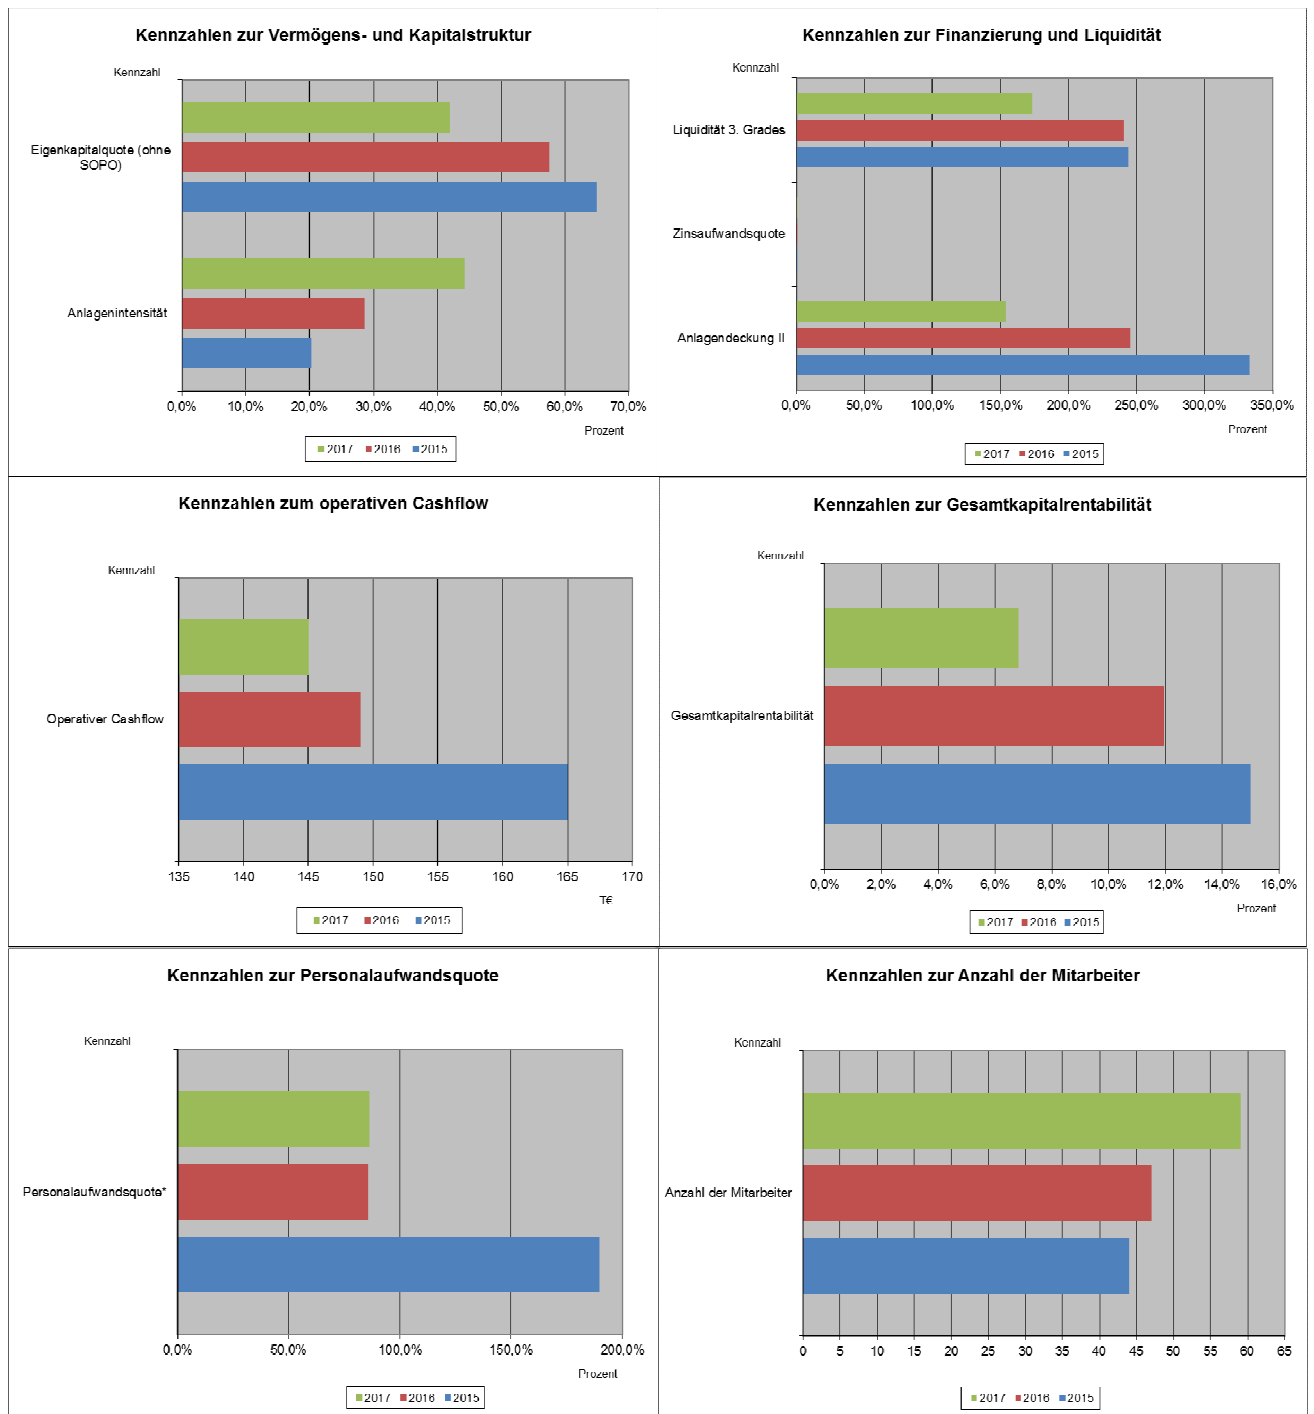 Kennzahlen zur Vermögens- und Kapitalstruktur
Kennzahl
Eigenkapitalquote (ohne
SOPO)
Anlagenintensität
0,0% 10,0% 20,0% 30,0% 40,0% 50,0% 60,0% 70,0%
Prozent
2017 2016 2015
Kennzahlen zur Finanzierung und Liquidität
Kennzahl
Liquidität 3. Grades
Zinsaufwandsquote
Anlagendeckung II
0,0% 50,0% 100,0% 150,0% 200,0% 250,0% 300,0% 350,0%
Prozent
2017 2016 2015
Kennzahlen zum operativen Cashflow
Kennzahl
Operativer Cashflow
135 140 145 150 155 160 165 170
T€
2017 2016 2015
Kennzahlen zur Gesamtkapitalrentabilität
Kennzahl
Gesamtkapitalrentabilität
0,0% 2,0% 4,0% 6,0% 8,0% 10,0% 12,0% 14,0% 16,0%
Prozent
2017 2016 2015
Kennzahlen zur Personalaufwandsquote
Kennzahl
Personalaufwandsquote*
0,0% 50,0% 100,0% 150,0% 200,0%
Prozent
2017 2016 2015
Kennzahlen zur Anzahl der Mitarbeiter
Kennzahl
Anzahl der Mitarbeiter
0 5 10 15 20 25 30 35 40 45 50 55 60 65
2017 2016 2015